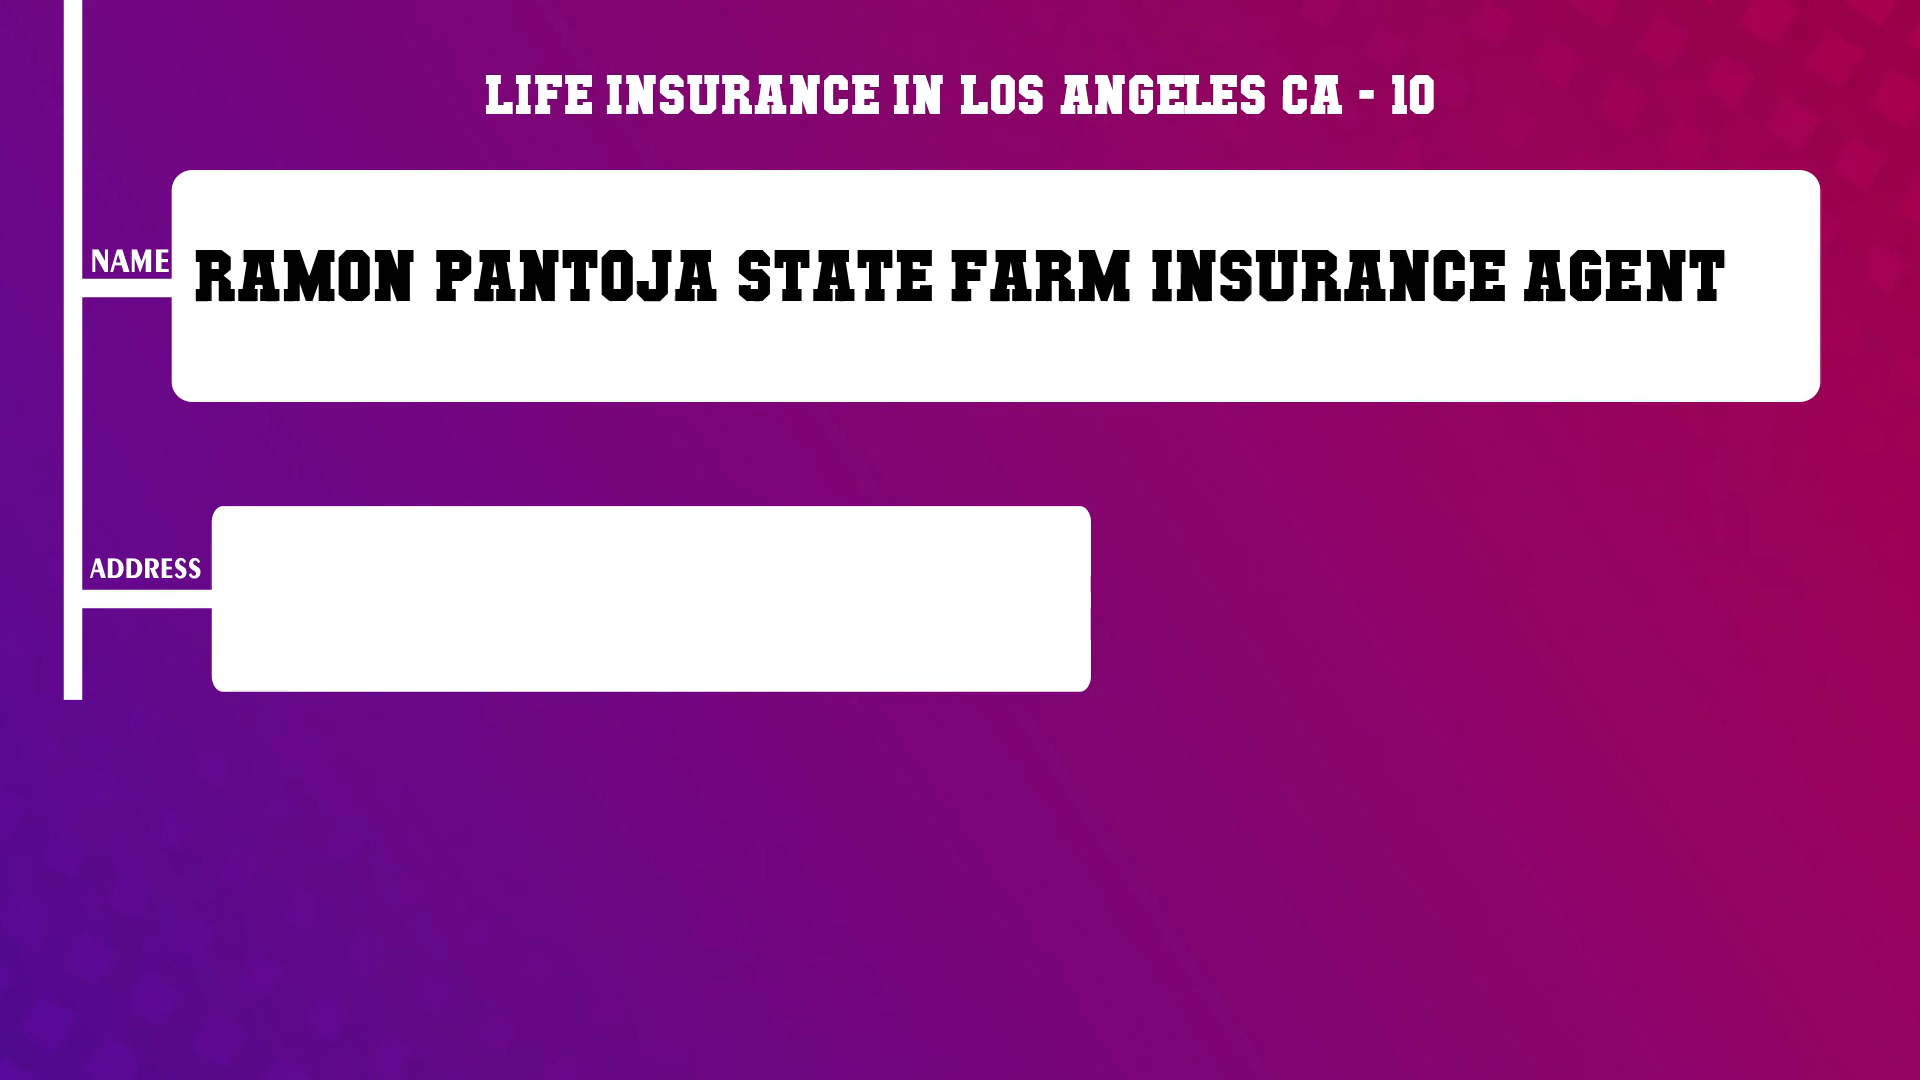 LIFE INSURANCE IN LOS ANGELES CA - 10
NAME
RAMON PANTOJA STATE FARM INSURANCE AGENT
ADDRESS